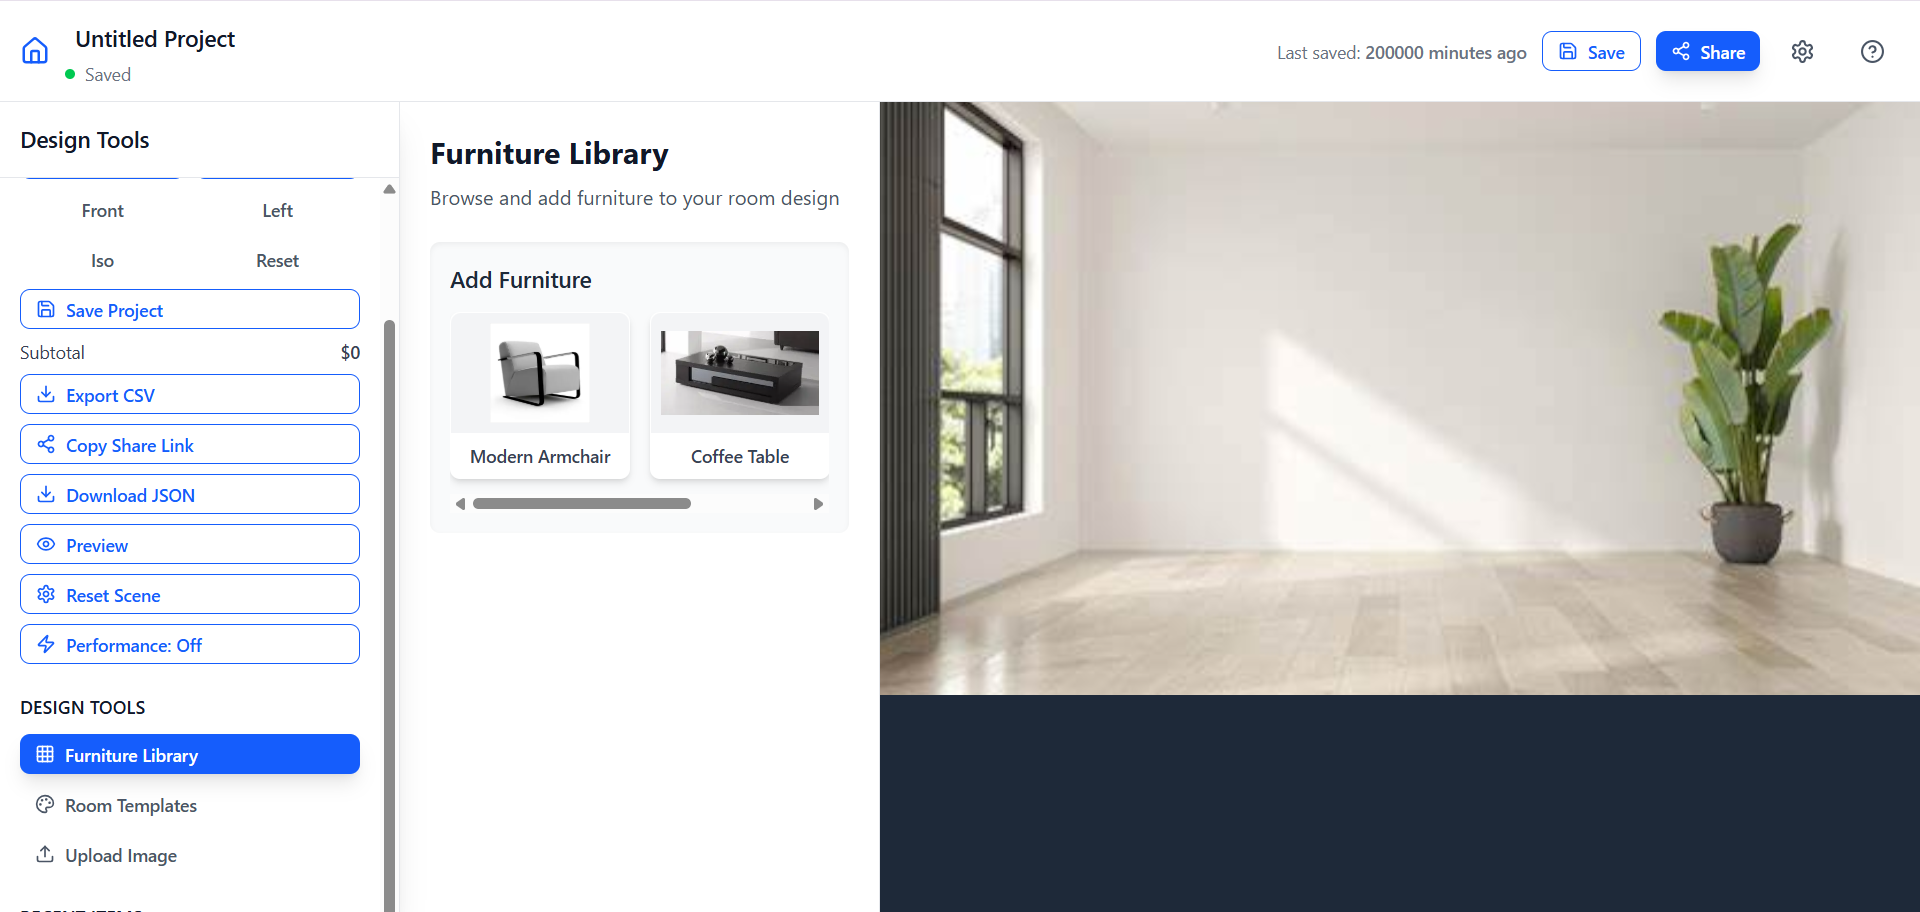 Untitled Project
Saved
Last saved: 200000 minutes ago
Save
Share
Design Tools
Front
Left
Iso
Reset
Save Project
Subtotal
$0
Export CSV
Copy Share Link
Download JSON
Preview
Reset Scene
Performance: Off
DESIGN TOOLS
Furniture Library
Room Templates
Upload Image
Furniture Library
Browse and add furniture to your room design
Add Furniture
Modern Armchair
Coffee Table